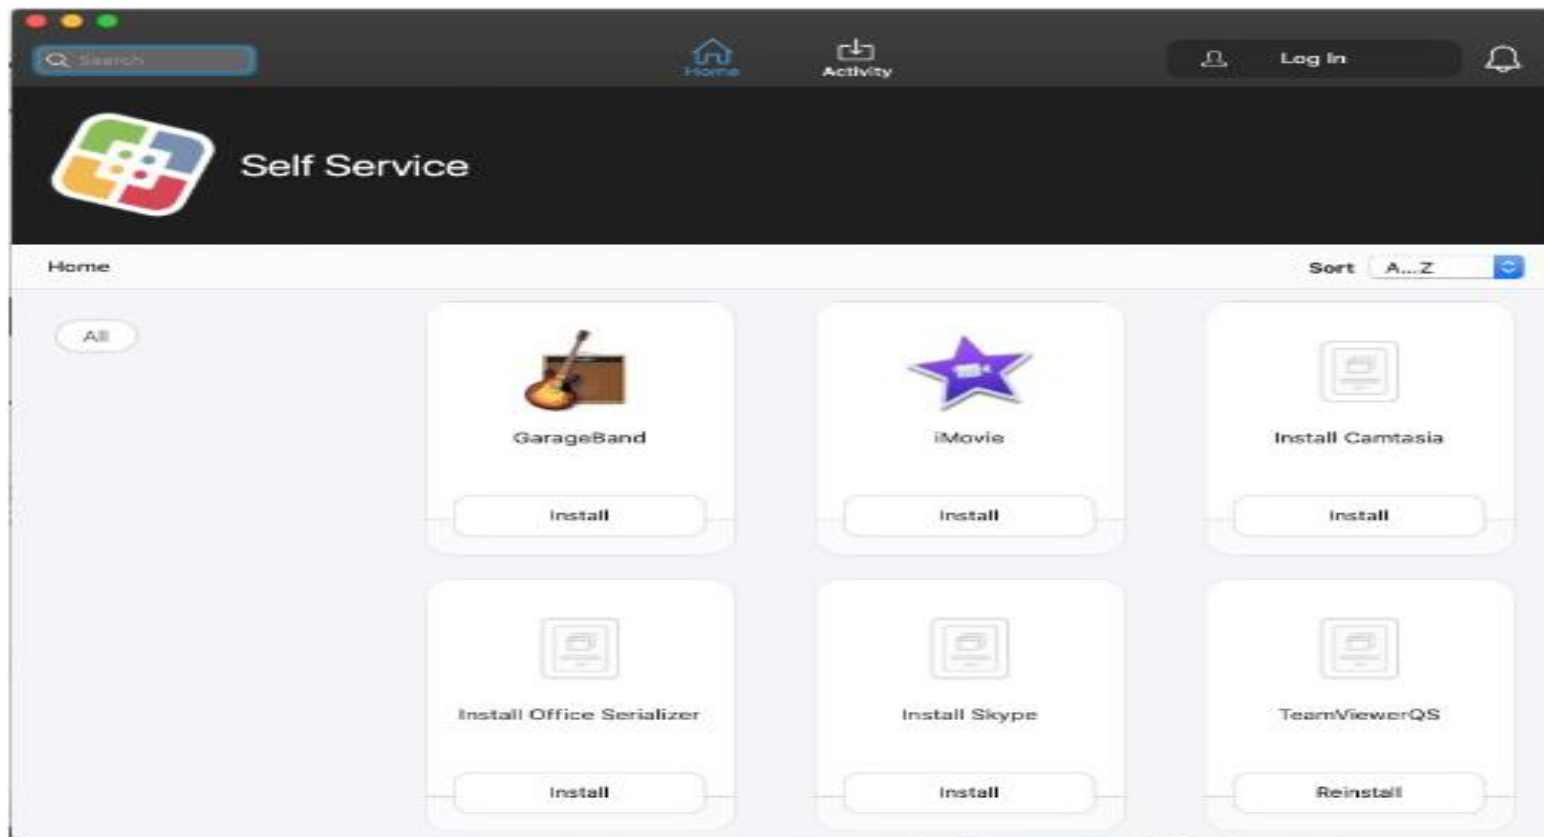 Search
Home
Activity
Log In
Self Service
Home
Sort A...Z
All
GarageBand
iMovie
Install Camtasia
Install
Install
Install
Install Office Serializer
Install Skype
TeamViewerQS
Install
Install
Reinstall